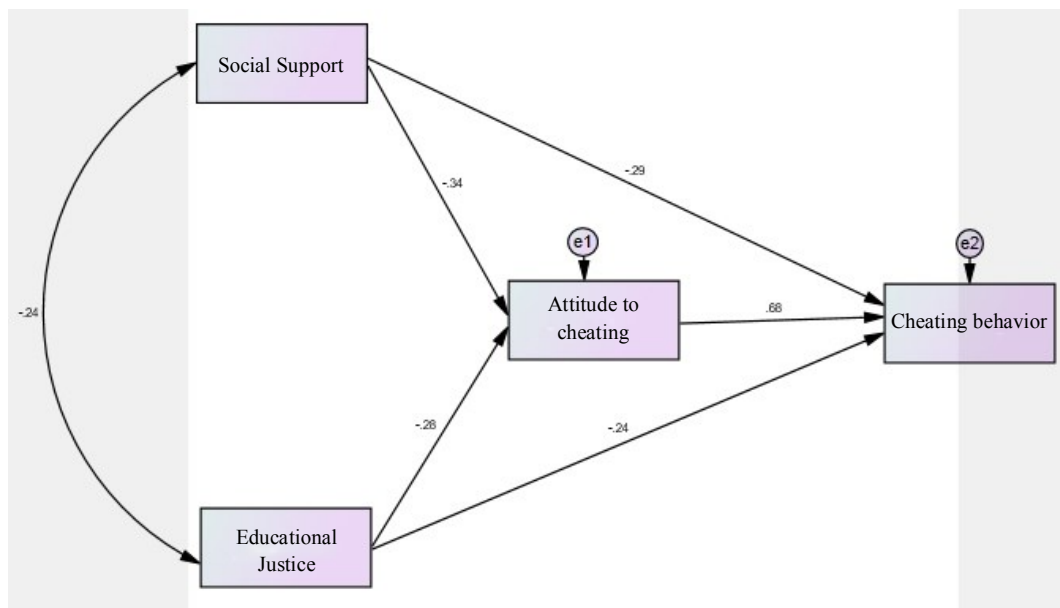 Social Support
-.29
-.34
e1
e2
Attitude to
cheating
.68
Cheating behavior
-.24
-.28
-.24
Educational
Justice